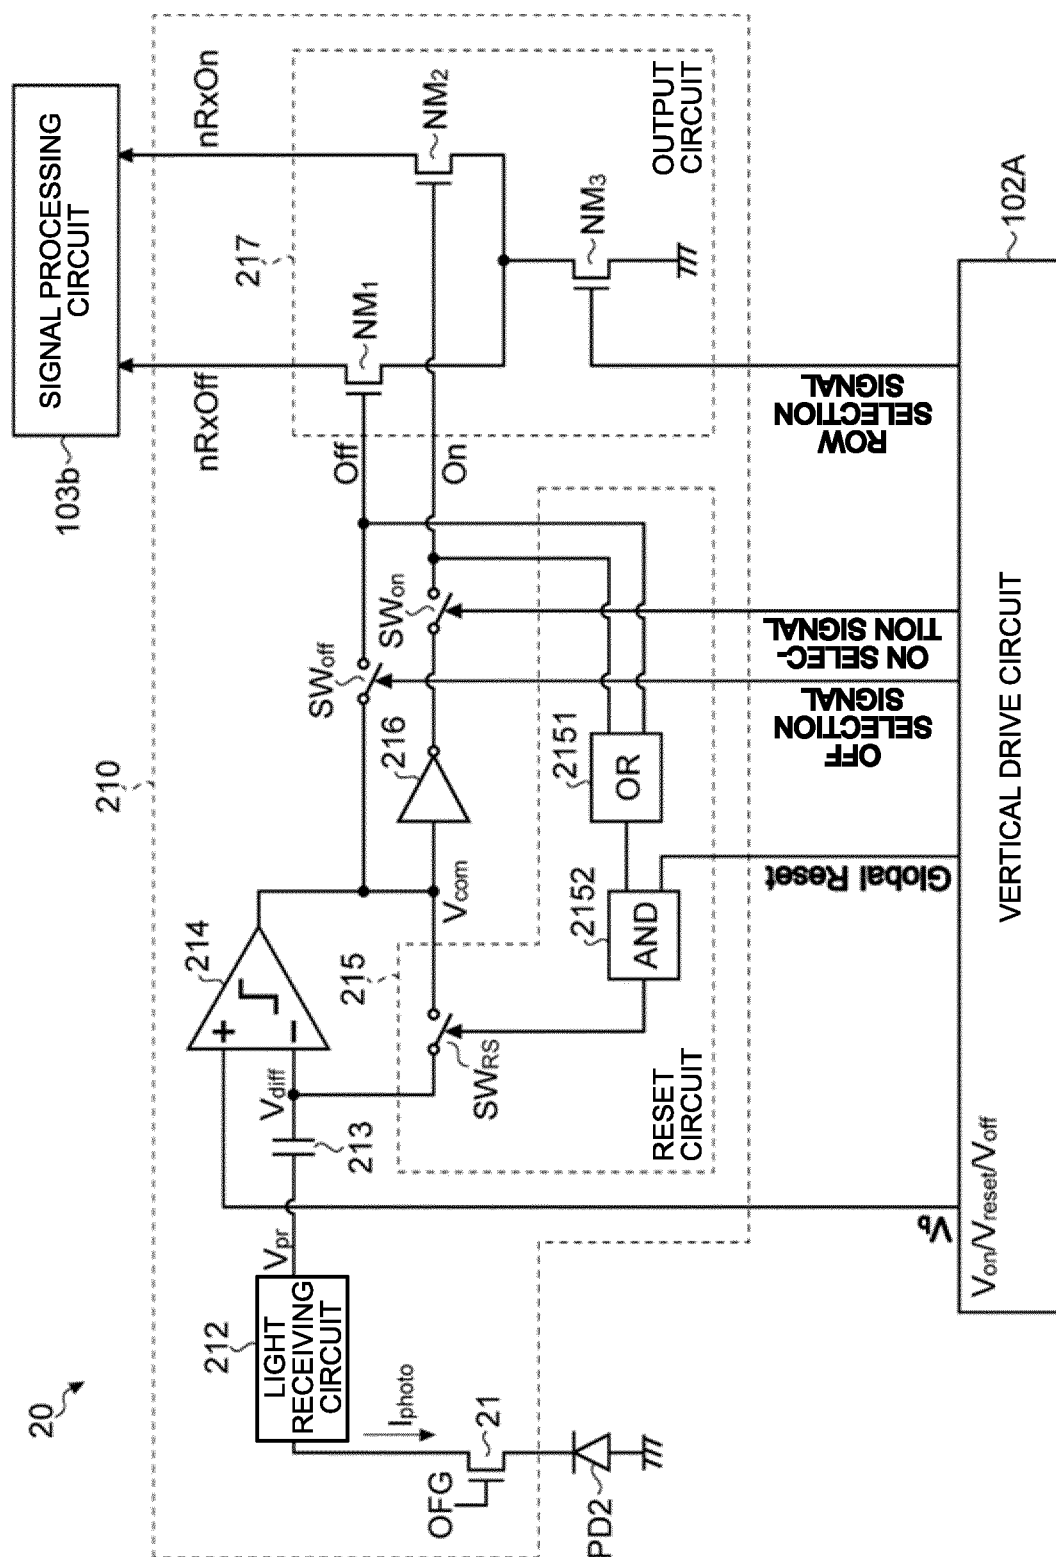 20
210
SIGNAL PROCESSING
CIRCUIT
103b
nRxOff
nRxOn
217
NM1
NM2
NM3
OUTPUT
CIRCUIT
Off
On
SWoff
SWon
216
214
+
−
Vcom
215
Vdiff
213
Vpr
212
LIGHT
RECEIVING
CIRCUIT
Iphoto
OFG
21
PD2
SWRS
2151
OR
2152
AND
RESET
CIRCUIT
Vb
Global Reset
OFF
SELECTION
SIGNAL
ON SELEC-
TION SIGNAL
ROW
SELECTION
SIGNAL
102A
Von/Vreset/Voff
VERTICAL DRIVE CIRCUIT